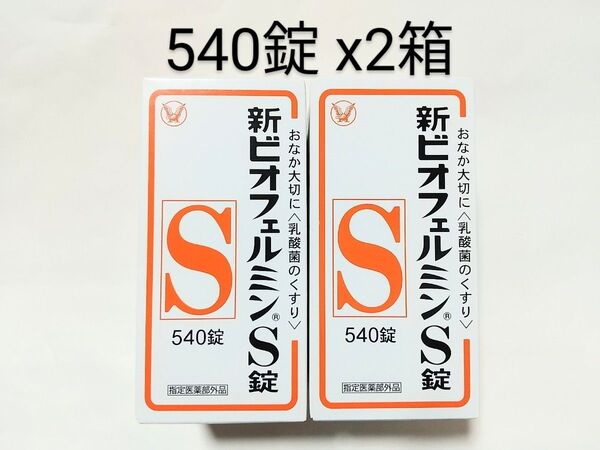 540錠 x2箱
おなか大切に〈乳酸菌のくすり〉
新ビオフェルミン®S錠
S
540錠
指定医薬部外品
おなか大切に〈乳酸菌のくすり〉
新ビオフェルミン®S錠
S
540錠
指定医薬部外品